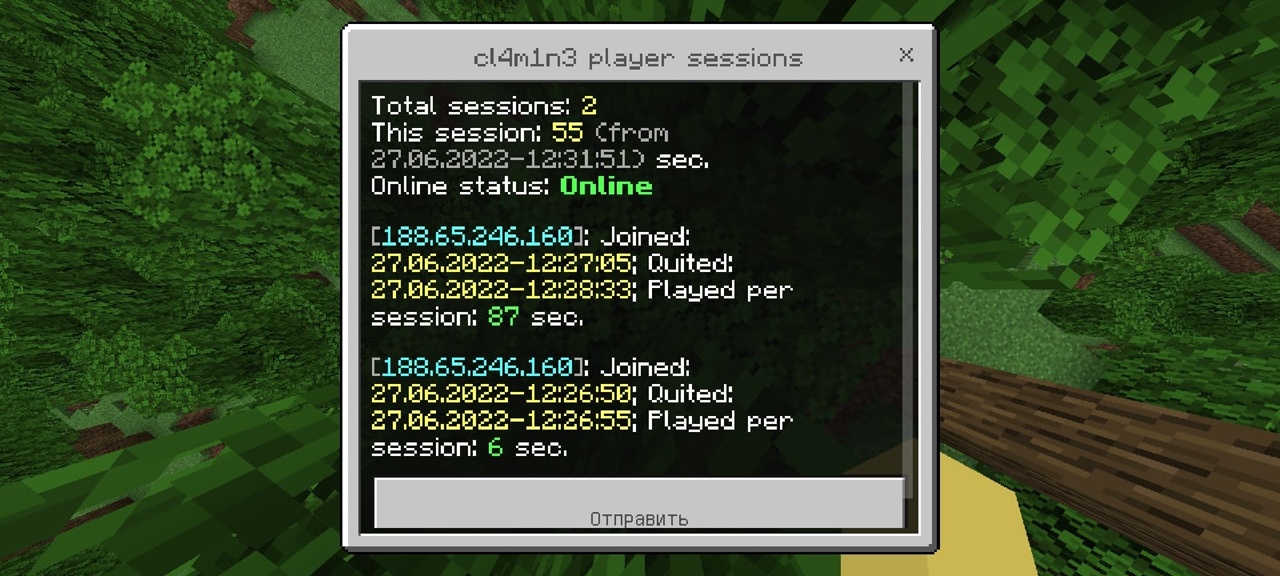 cl4m1n3 player sessions
X
Total sessions: 2
This session: 55 (from
27.06.2022-12:31:51) sec.
Online status: Online
[188.65.246.160]: Joined:
27.06.2022-12:27:05; Quited:
27.06.2022-12:28:33; Played per
session: 87 sec.
[188.65.246.160]: Joined:
27.06.2022-12:26:50; Quited:
27.06.2022-12:26:55; Played per
session: 6 sec.
Отправить